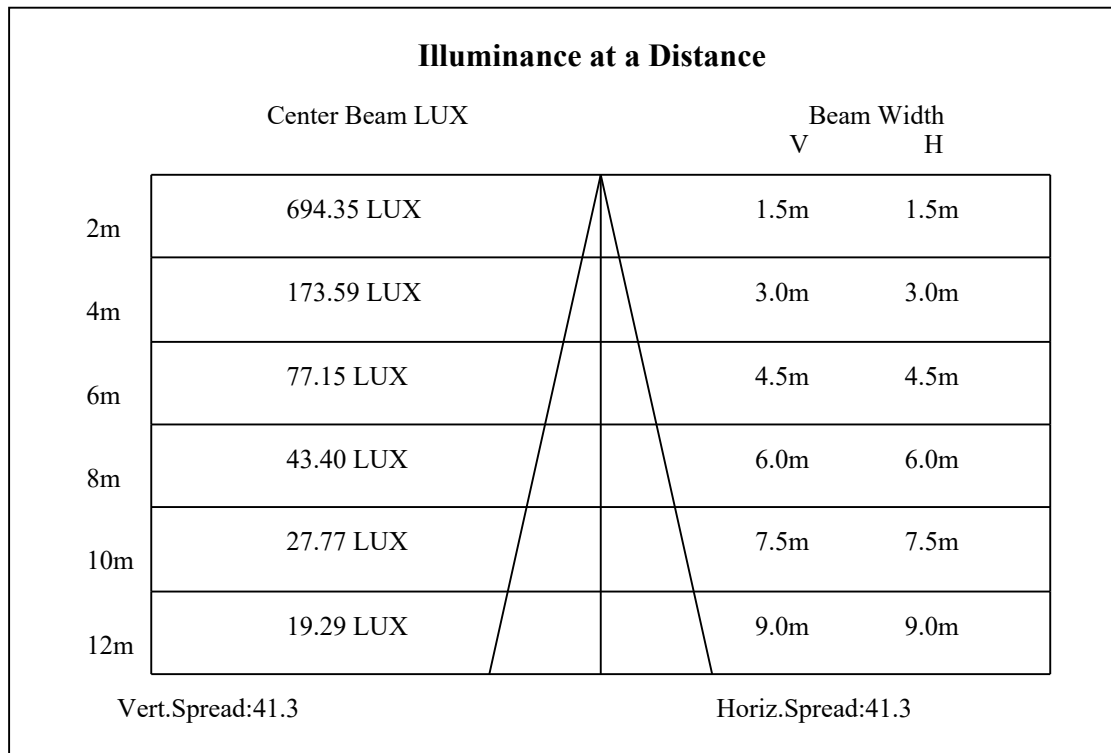 Illuminance at a Distance
Center Beam LUX Beam Width
V H
694.35 LUX 1.5m 1.5m
2m
173.59 LUX 3.0m 3.0m
4m
77.15 LUX 4.5m 4.5m
6m
43.40 LUX 6.0m 6.0m
8m
27.77 LUX 7.5m 7.5m
10m
19.29 LUX 9.0m 9.0m
12m
Vert.Spread:41.3 Horiz.Spread:41.3